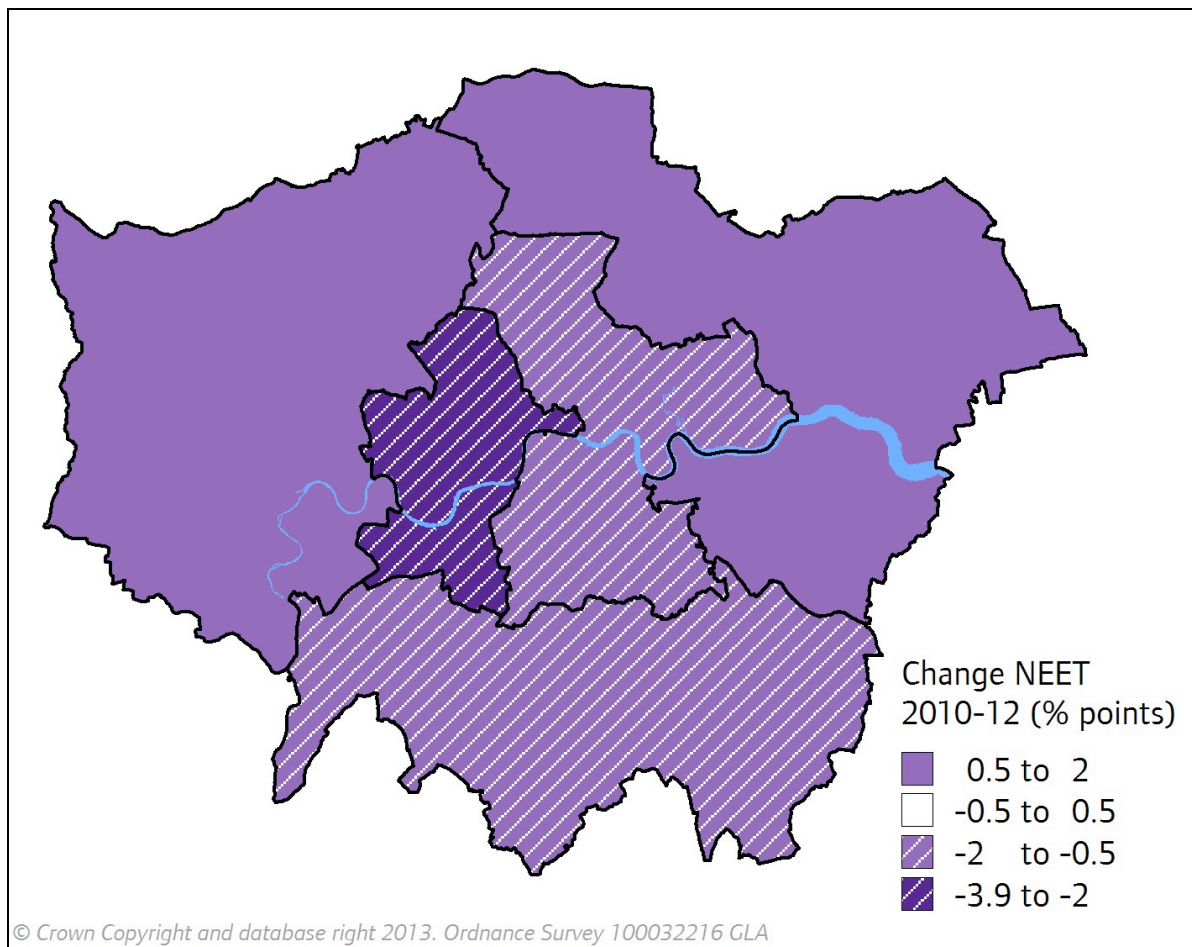 Change NEET
2010-12 (% points)
0.5 to 2
-0.5 to 0.5
-2 to -0.5
-3.9 to -2
© Crown Copyright and database right 2013. Ordnance Survey 100032216 GLA